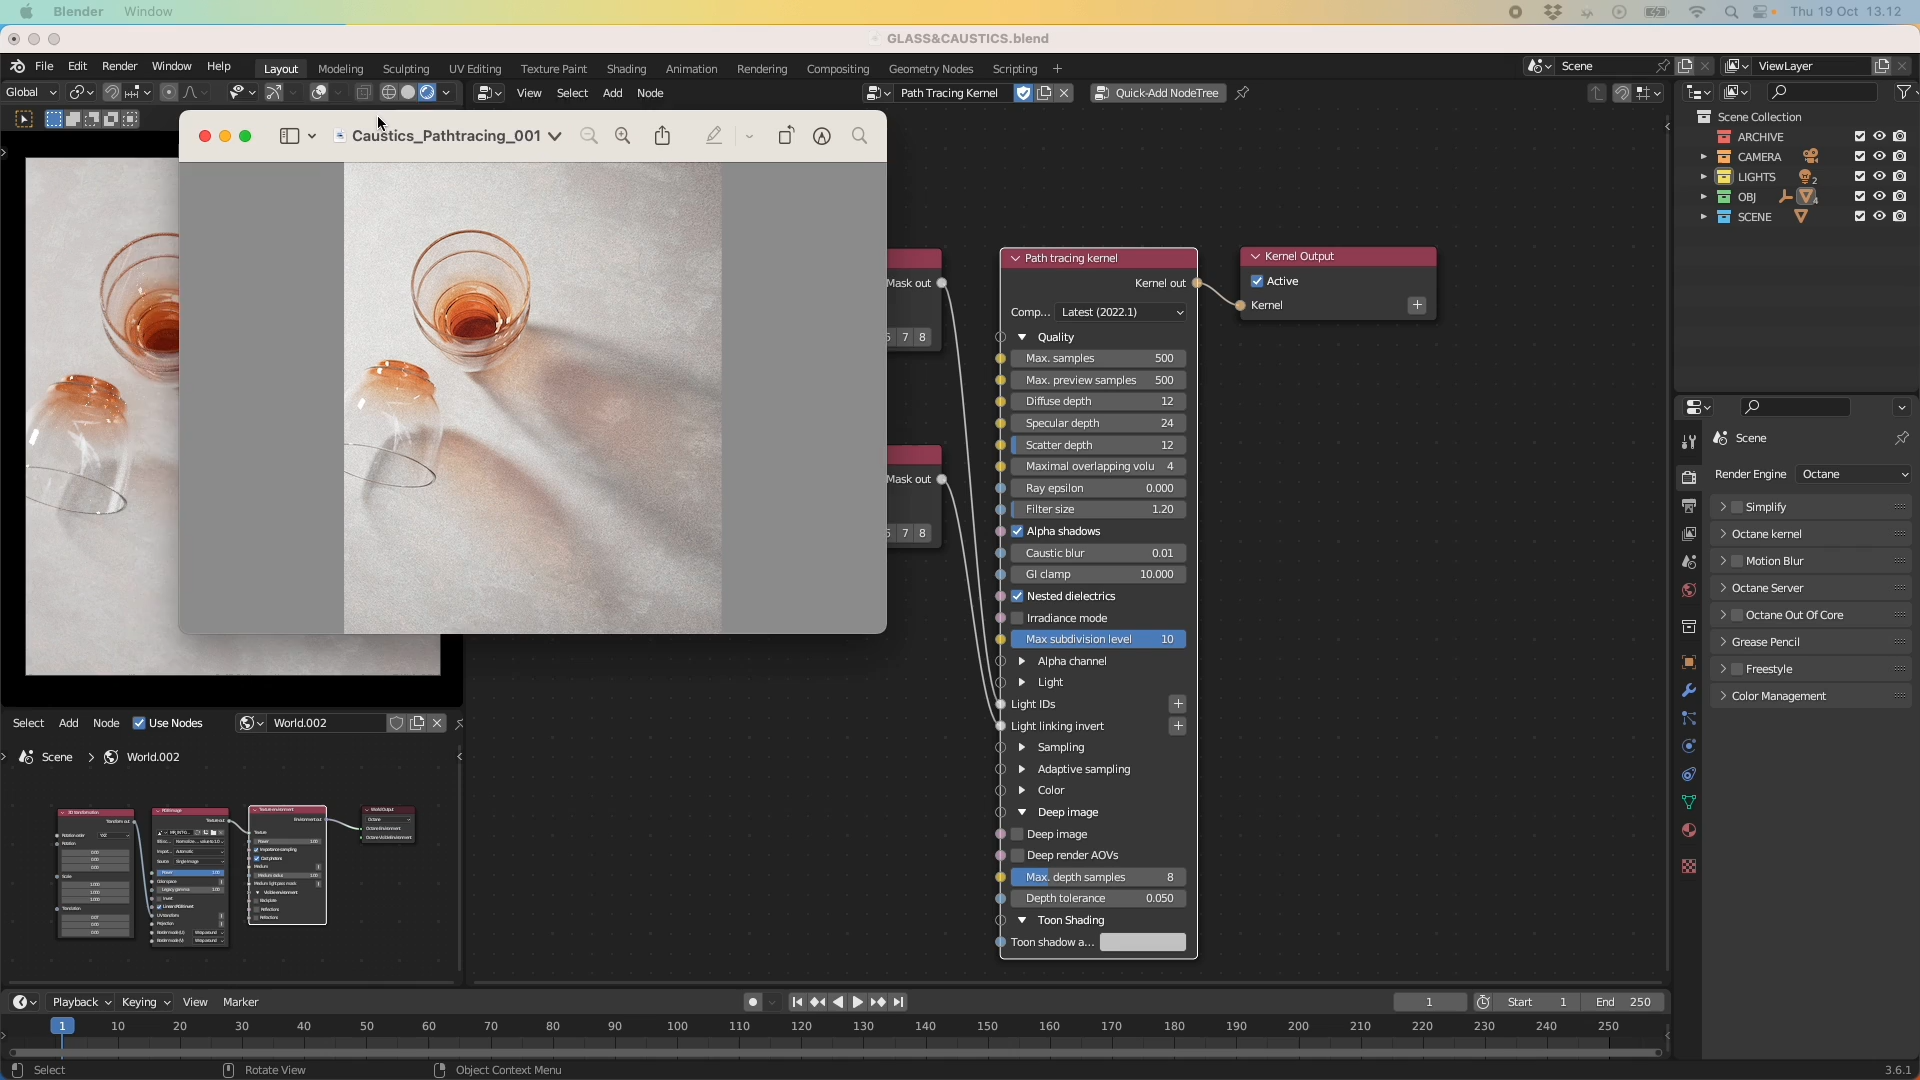 Blender Window Thu 19 Oct 13.12
GLASS&CAUSTICS.blend
File Edit Render Window Help Layout Modeling Sculpting UV Editing Texture Paint Shading Animation Rendering Compositing Geometry Nodes Scripting + Scene ViewLayer
Global View Select Add Node Path Tracing Kernel Quick-Add NodeTree
Caustics_Pathtracing_001
Scene Collection
ARCHIVE
CAMERA
LIGHTS 2
OBJ 4
SCENE
Mask out
7 8
Mask out
7 8
Path tracing kernel
Kernel out
Comp... Latest (2022.1)
Quality
Max. samples 500
Max. preview samples 500
Diffuse depth 12
Specular depth 24
Scatter depth 12
Maximal overlapping volu 4
Ray epsilon 0.000
Filter size 1.20
Alpha shadows
Caustic blur 0.01
GI clamp 10.000
Nested dielectrics
Irradiance mode
Max subdivision level 10
Alpha channel
Light
Light IDs +
Light linking invert +
Sampling
Adaptive sampling
Color
Deep image
Deep image
Deep render AOVs
Max. depth samples 8
Depth tolerance 0.050
Toon Shading
Toon shadow a...
Kernel Output
Active
Kernel +
Scene
Render Engine Octane
Simplify
Octane kernel
Motion Blur
Octane Server
Octane Out Of Core
Grease Pencil
Freestyle
Color Management
Select Add Node Use Nodes World.002
Scene > World.002
Playback Keying View Marker 1 Start 1 End 250
1 10 20 30 40 50 60 70 80 90 100 110 120 130 140 150 160 170 180 190 200 210 220 230 240 250
Select Rotate View Object Context Menu 3.6.1